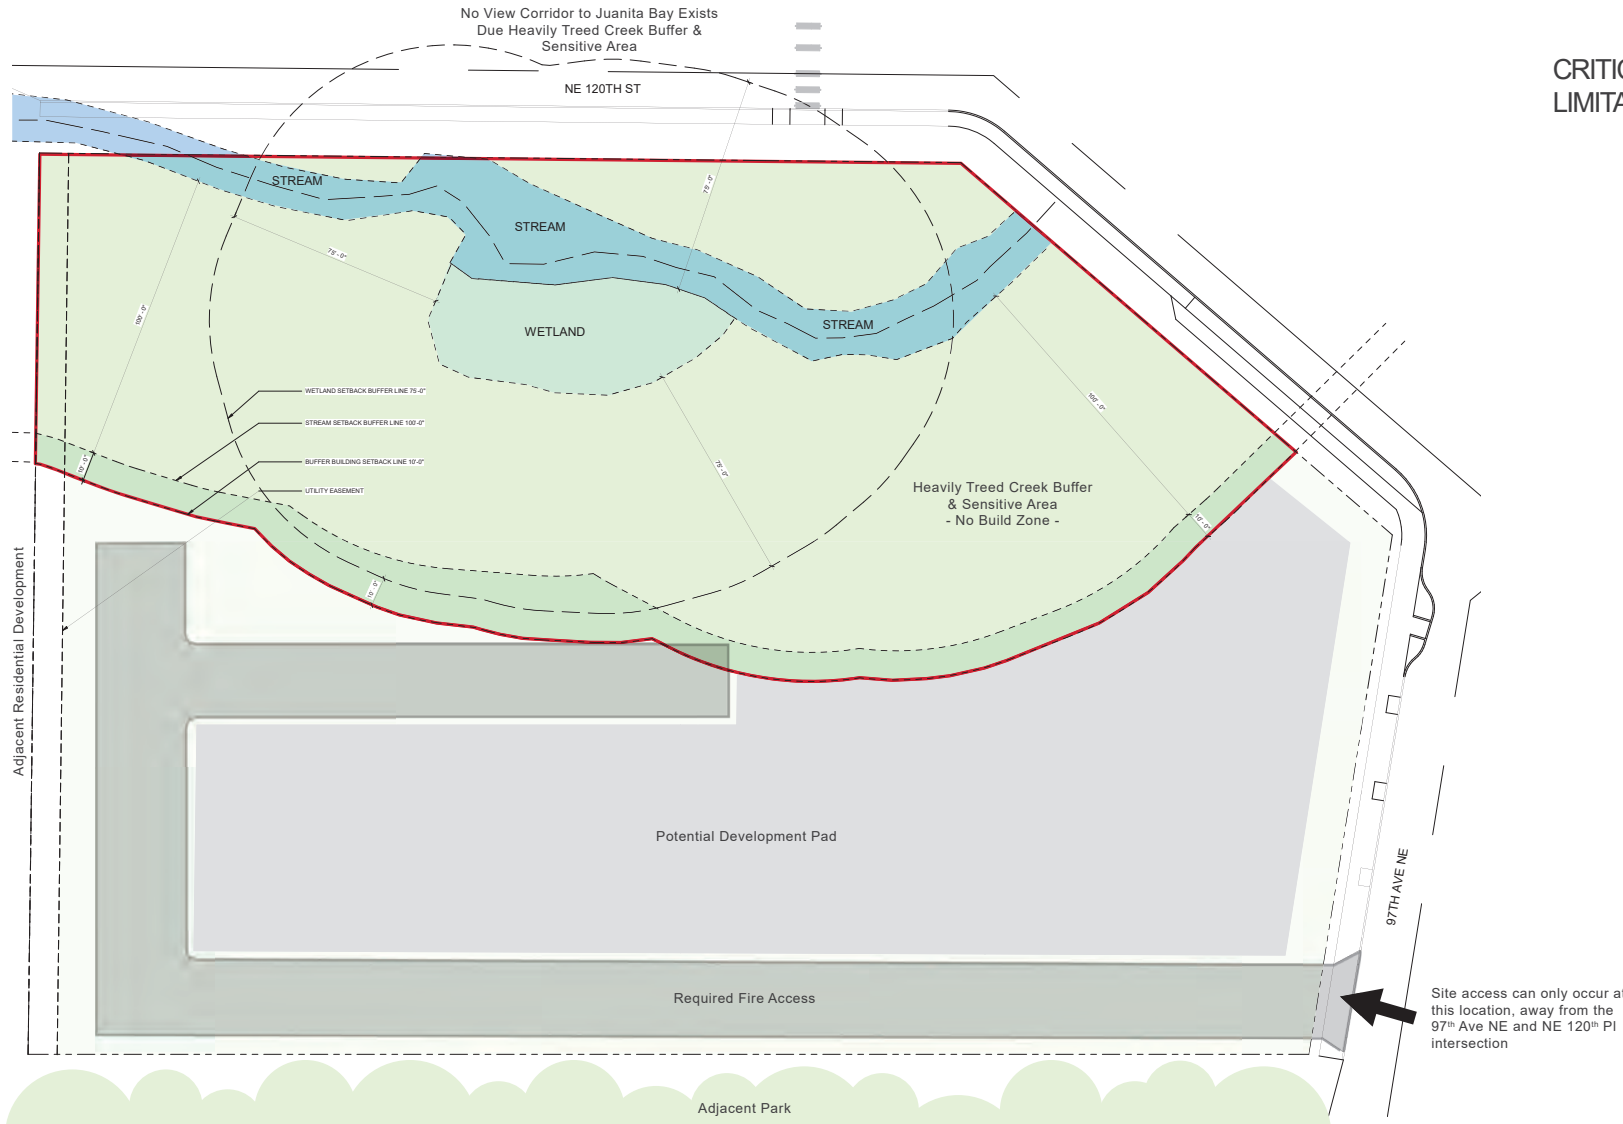 No View Corridor to Juanita Bay Exists
Due Heavily Treed Creek Buffer &
Sensitive Area
CRITIC
LIMITA
NE 120TH ST
STREAM
75'-0"
STREAM
75'-0"
100'-0"
WETLAND
STREAM
WETLAND SETBACK BUFFER LINE 75'-0"
100'-0"
STREAM SETBACK BUFFER LINE 100'-0"
BUFFER BUILDING SETBACK LINE 10'-0"
10'-0"
75'-0"
UTILITY EASEMENT
Heavily Treed Creek Buffer
& Sensitive Area
- No Build Zone -
10'-0"
10'-0"
Adjacent Residential Development
Potential Development Pad
97TH AVE NE
Required Fire Access
Site access can only occur at
this location, away from the
97th Ave NE and NE 120th Pl
intersection
Adjacent Park